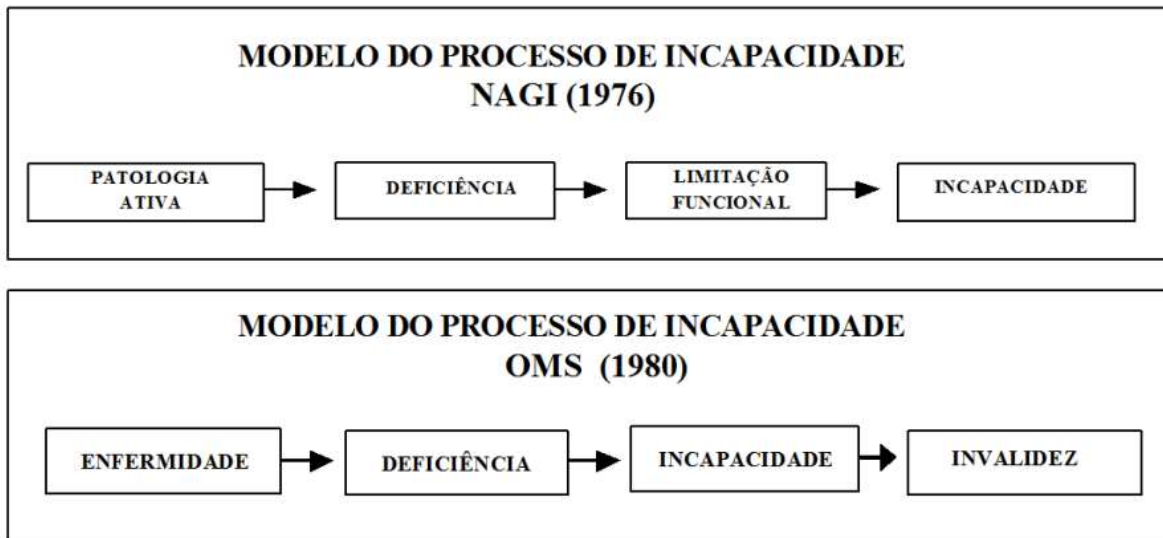 MODELO DO PROCESSO DE INCAPACIDADE
NAGI (1976)
PATOLOGIA
ATIVA
DEFICIÊNCIA
LIMITAÇÃO
FUNCIONAL
INCAPACIDADE
MODELO DO PROCESSO DE INCAPACIDADE
OMS (1980)
ENFERMIDADE
DEFICIÊNCIA
INCAPACIDADE
INVALIDEZ